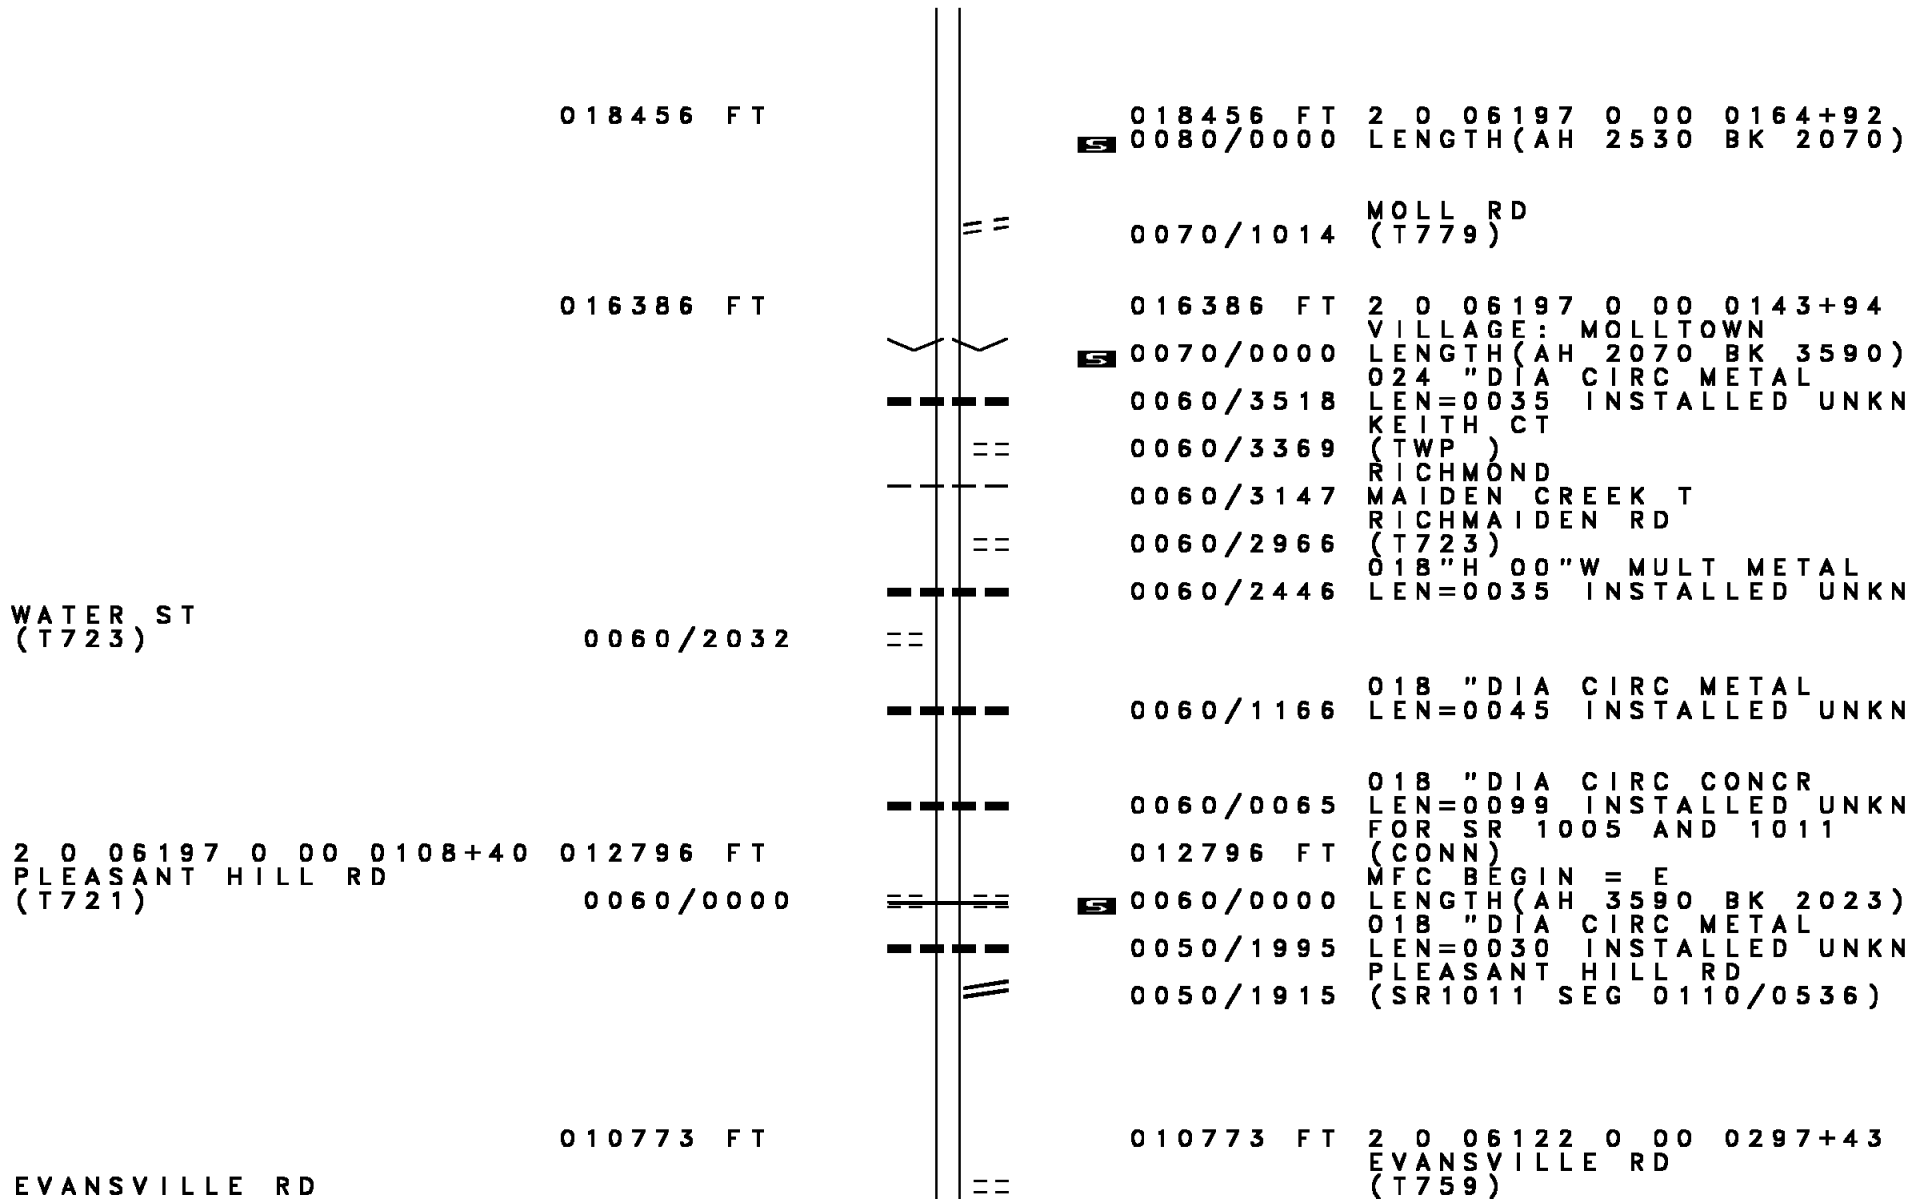 018456 FT 018456 FT 2 0 06197 0 00 0164+92
S 0080/0000 LENGTH(AH 2530 BK 2070)
MOLL RD
0070/1014 (T779)
016386 FT 016386 FT 2 0 06197 0 00 0143+94
VILLAGE: MOLLTOWN
S 0070/0000 LENGTH(AH 2070 BK 3590)
024 "DIA CIRC METAL
0060/3518 LEN=0035 INSTALLED UNKN
KEITH CT
0060/3369 (TWP )
RICHMOND
0060/3147 MAIDEN CREEK T
RICHMAIDEN RD
0060/2966 (T723)
018"H 00"W MULT METAL
0060/2446 LEN=0035 INSTALLED UNKN
WATER ST
(T723) 0060/2032
018 "DIA CIRC METAL
0060/1166 LEN=0045 INSTALLED UNKN
018 "DIA CIRC CONCR
0060/0065 LEN=0099 INSTALLED UNKN
FOR SR 1005 AND 1011
2 0 06197 0 00 0108+40 012796 FT 012796 FT (CONN)
PLEASANT HILL RD MFC BEGIN = E
(T721) 0060/0000 S 0060/0000 LENGTH(AH 3590 BK 2023)
018 "DIA CIRC METAL
0050/1995 LEN=0030 INSTALLED UNKN
PLEASANT HILL RD
0050/1915 (SR1011 SEG 0110/0536)
010773 FT 010773 FT 2 0 06122 0 00 0297+43
EVANSVILLE RD
EVANSVILLE RD (T759)